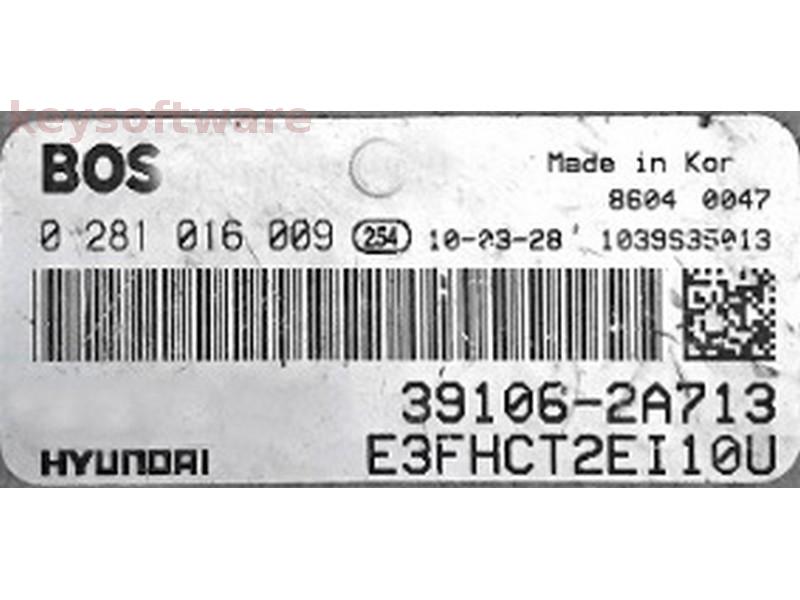 keysoftware
BOS
Made in Kor
8604 0047
0 281 016 009 254 10-03-28 1039S35013
39106-2A713
HYUNDAI E3FHCT2EI10U